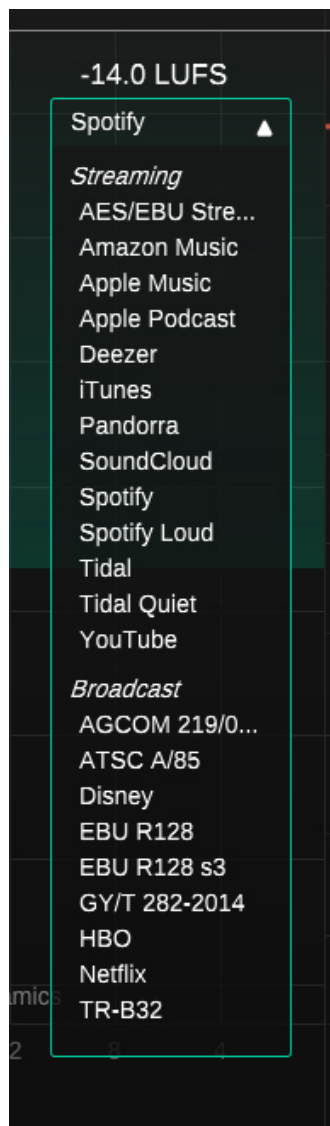 -14.0 LUFS
Spotify
Streaming
AES/EBU Stre...
Amazon Music
Apple Music
Apple Podcast
Deezer
iTunes
Pandorra
SoundCloud
Spotify
Spotify Loud
Tidal
Tidal Quiet
YouTube
Broadcast
AGCOM 219/0...
ATSC A/85
Disney
EBU R128
EBU R128 s3
GY/T 282-2014
HBO
Netflix
TR-B32
amics
2 8 4